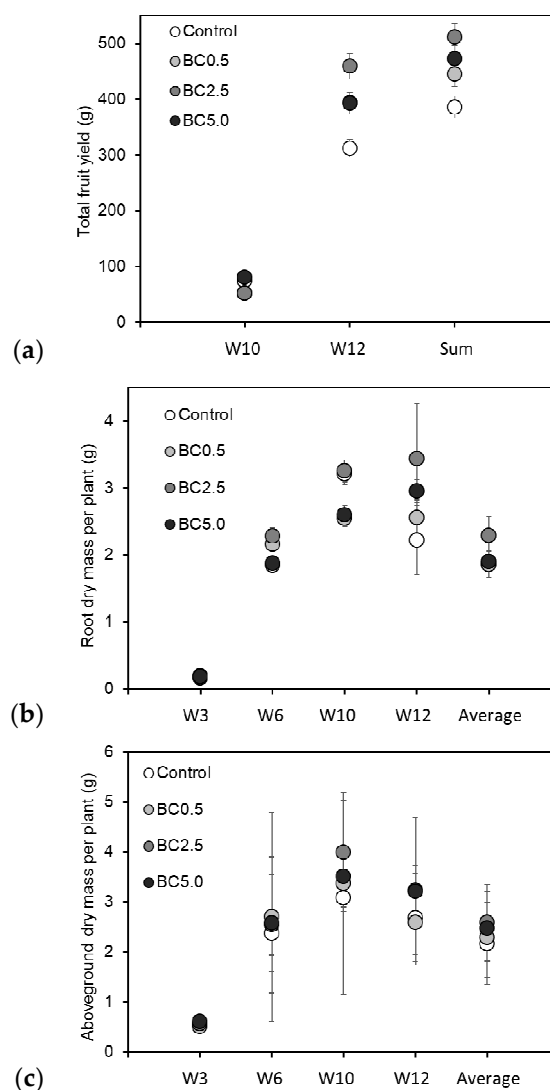 Total fruit yield (g)
500
400
300
200
100
0
Control
BC0.5
BC2.5
BC5.0
W10 W12 Sum
(a)
Root dry mass per plant (g)
4
3
2
1
0
Control
BC0.5
BC2.5
BC5.0
W3 W6 W10 W12 Average
(b)
Aboveground dry mass per plant (g)
6
5
4
3
2
1
0
Control
BC0.5
BC2.5
BC5.0
W3 W6 W10 W12 Average
(c)